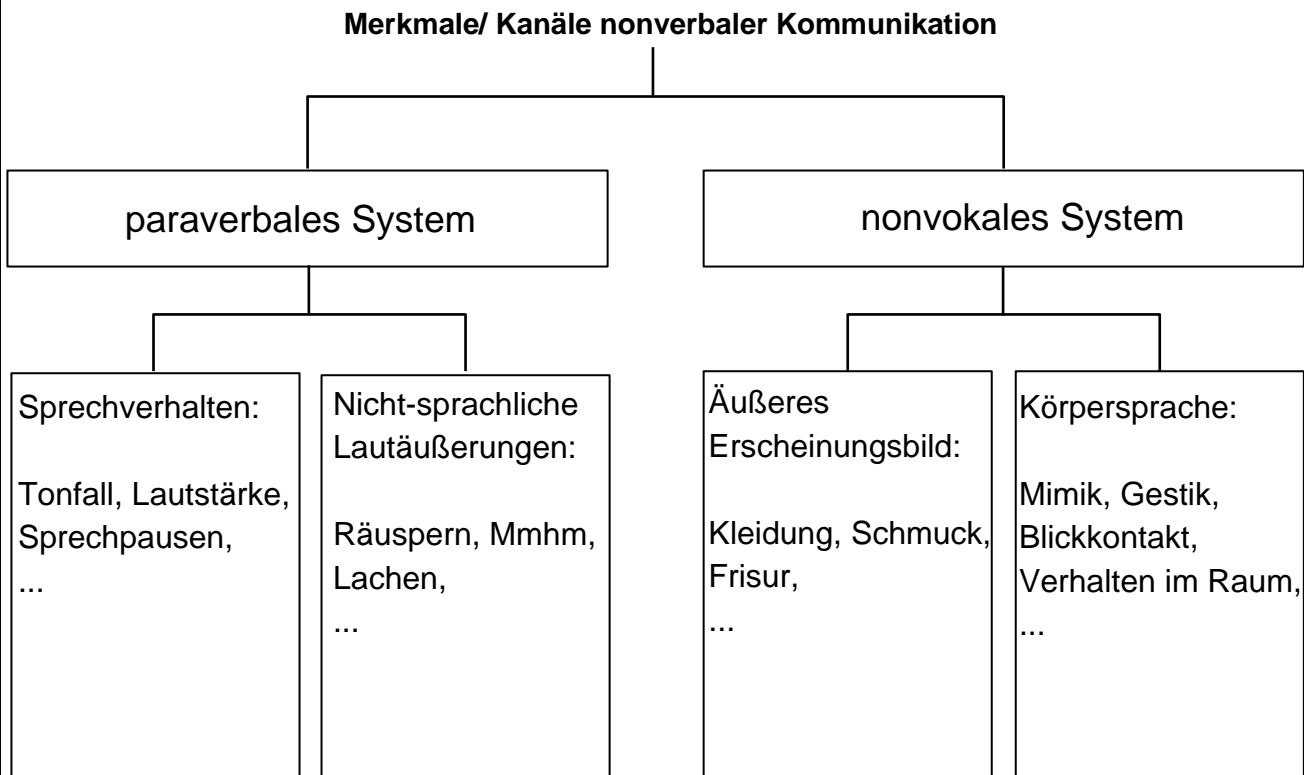 Merkmale/ Kanäle nonverbaler Kommunikation
paraverbales System
nonvokales System
Sprechverhalten:
Tonfall, Lautstärke,
Sprechpausen,
...
Nicht-sprachliche
Lautäußerungen:
Räuspern, Mmhm,
Lachen,
...
Äußeres
Erscheinungsbild:
Kleidung, Schmuck,
Frisur,
...
Körpersprache:
Mimik, Gestik,
Blickkontakt,
Verhalten im Raum,
...